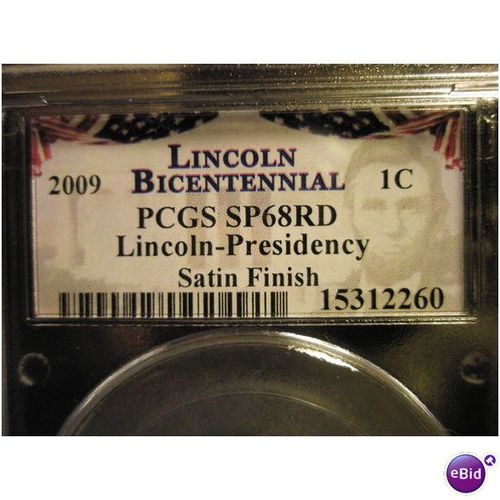 LINCOLN
2009 BICENTENNIAL 1C
PCGS SP68RD
Lincoln-Presidency
Satin Finish
15312260
eBid